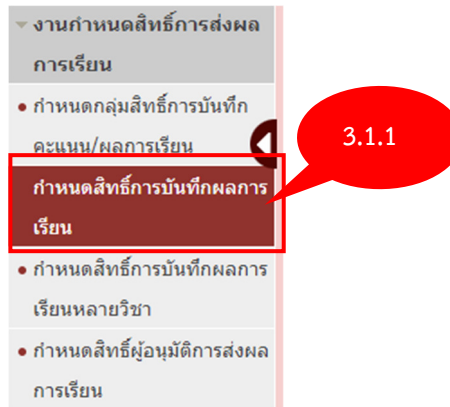 งานกำหนดสิทธิ์การส่งผล
การเรียน
กำหนดกลุ่มสิทธิ์การบันทึก
คะแนน/ผลการเรียน
3.1.1
กำหนดสิทธิ์การบันทึกผลการ
เรียน
กำหนดสิทธิ์การบันทึกผลการ
เรียนหลายวิชา
กำหนดสิทธิ์ผู้อนุมัติการส่งผล
การเรียน